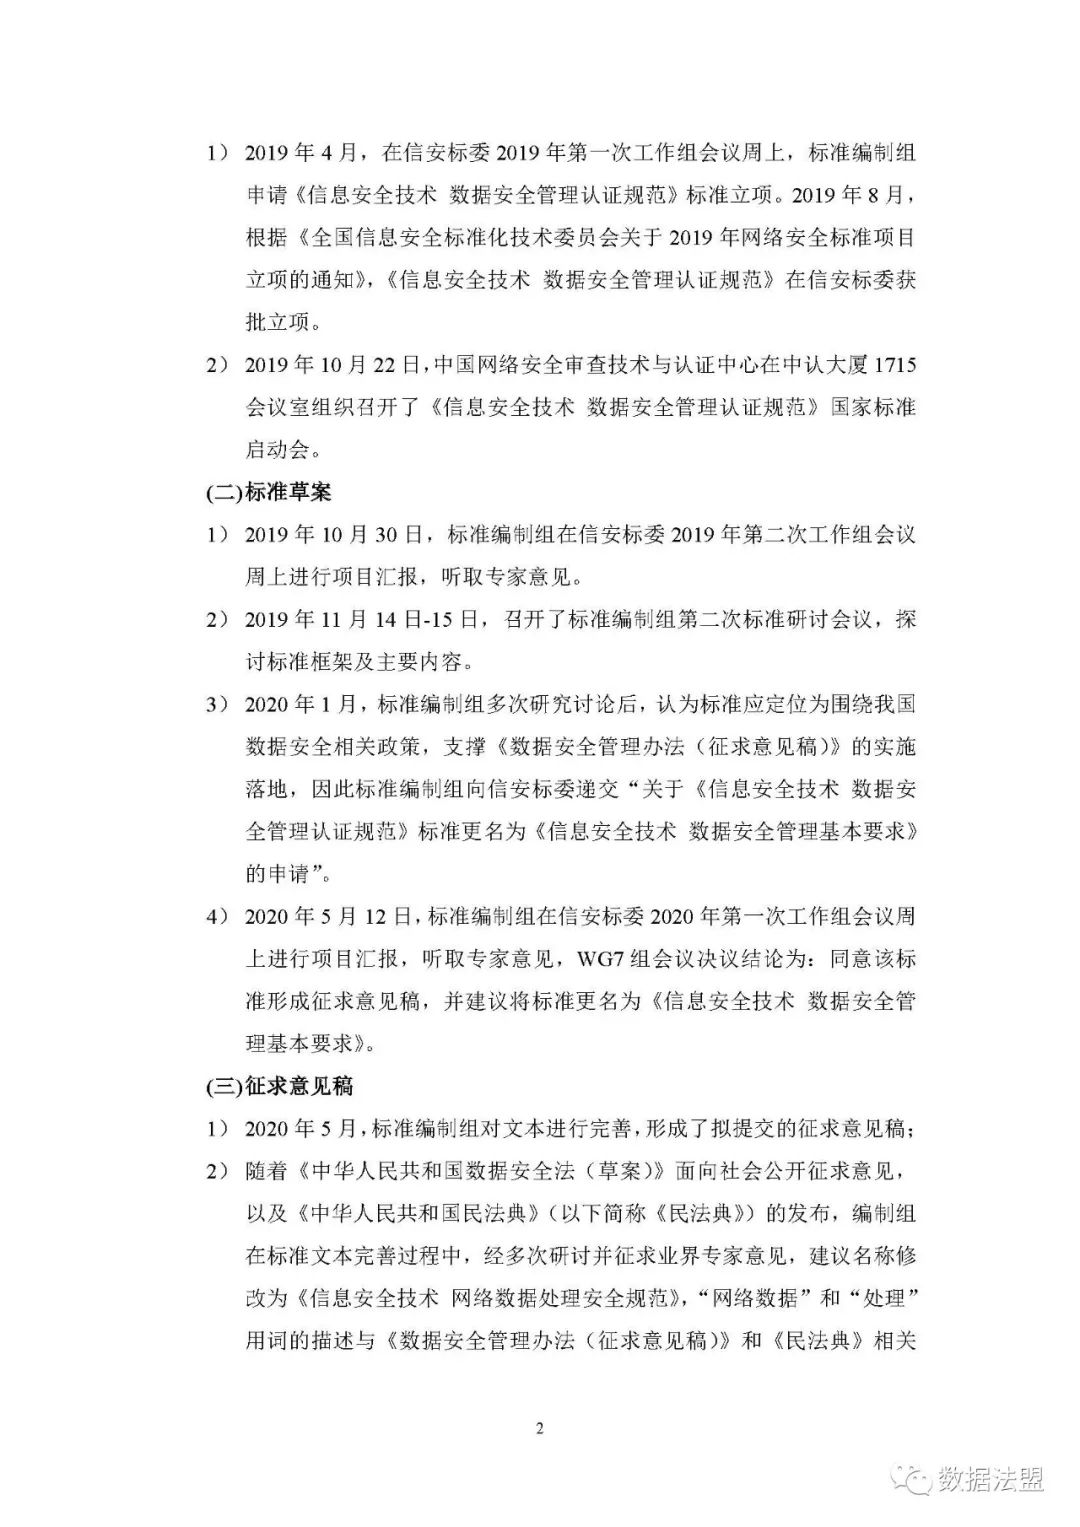 1） 2019 年 4 月，在信安标委 2019 年第一次工作组会议周上，标准编制组
申请《信息安全技术 数据安全管理认证规范》标准立项。2019 年 8 月，
根据《全国信息安全标准化技术委员会关于 2019 年网络安全标准项目
立项的通知》，《信息安全技术 数据安全管理认证规范》在信安标委获
批立项。
2） 2019 年 10 月 22 日，中国网络安全审查技术与认证中心在中认大厦 1715
会议室组织召开了《信息安全技术 数据安全管理认证规范》国家标准
启动会。
(二)标准草案
1） 2019 年 10 月 30 日，标准编制组在信安标委 2019 年第二次工作组会议
周上进行项目汇报，听取专家意见。
2） 2019 年 11 月 14 日-15 日，召开了标准编制组第二次标准研讨会议，探
讨标准框架及主要内容。
3） 2020 年 1 月，标准编制组多次研究讨论后，认为标准应定位为围绕我国
数据安全相关政策，支撑《数据安全管理办法（征求意见稿）》的实施
落地，因此标准编制组向信安标委递交“关于《信息安全技术 数据安
全管理认证规范》标准更名为《信息安全技术 数据安全管理基本要求》
的申请”。
4） 2020 年 5 月 12 日，标准编制组在信安标委 2020 年第一次工作组会议周
上进行项目汇报，听取专家意见，WG7 组会议决议结论为：同意该标
准形成征求意见稿，并建议将标准更名为《信息安全技术 数据安全管
理基本要求》。
(三)征求意见稿
1） 2020 年 5 月，标准编制组对文本进行完善，形成了拟提交的征求意见稿；
2） 随着《中华人民共和国数据安全法（草案）》面向社会公开征求意见，
以及《中华人民共和国民法典》（以下简称《民法典》）的发布，编制组
在标准文本完善过程中，经多次研讨并征求业界专家意见，建议名称修
改为《信息安全技术 网络数据处理安全规范》，“网络数据”和“处理”
用词的描述与《数据安全管理办法（征求意见稿）》和《民法典》相关
2
数据法盟